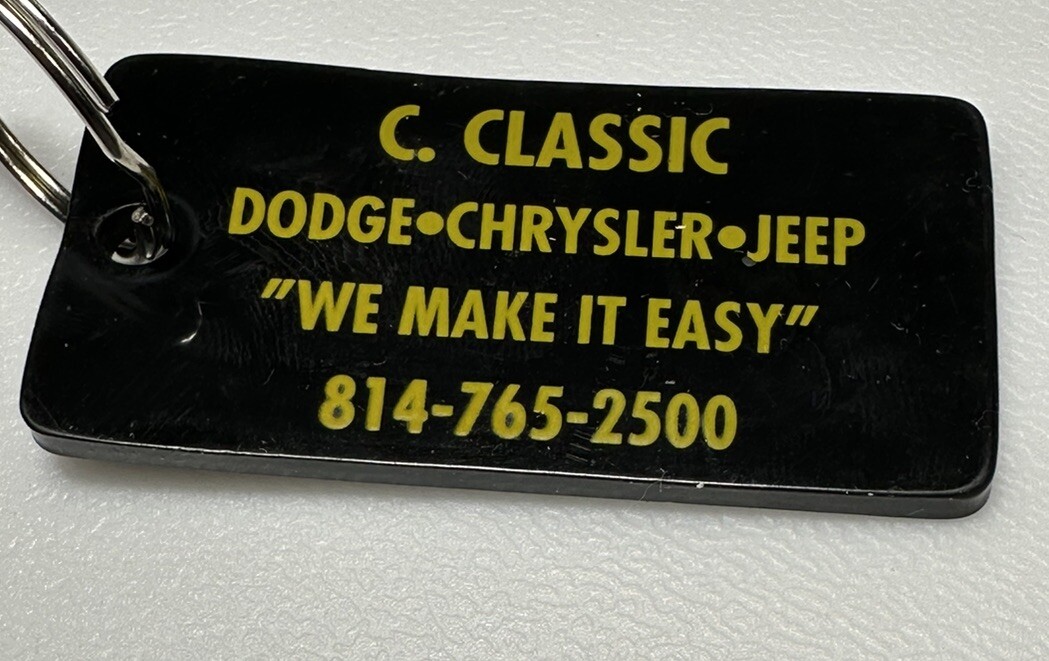 C. CLASSIC
DODGE•CHRYSLER•JEEP
"WE MAKE IT EASY"
814-765-2500